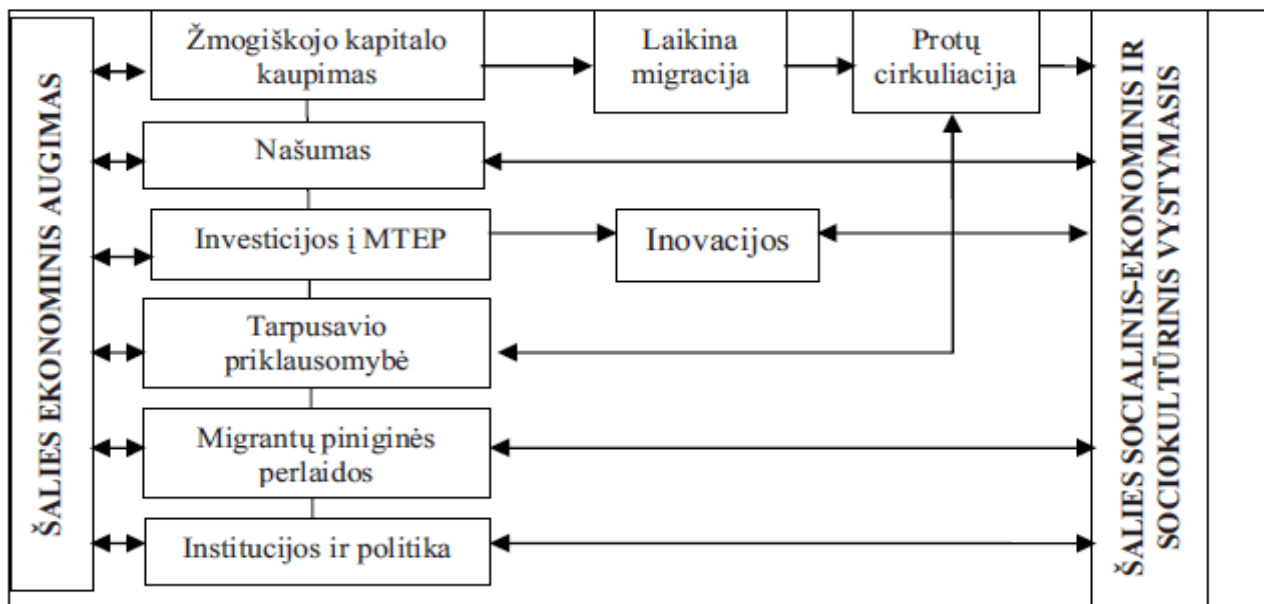 ŠALIES EKONOMINIS AUGIMAS
Žmogiškojo kapitalo
kaupimas
Laikina
migracija
Protų
cirkuliacija
Našumas
Investicijos į MTEP
Inovacijos
Tarpusavio
priklausomybė
Migrantų piniginės
perlaidos
Institucijos ir politika
ŠALIES SOCIALINIS-EKONOMINIS IR
SOCIOKULTŪRINIS VYSTYMASIS